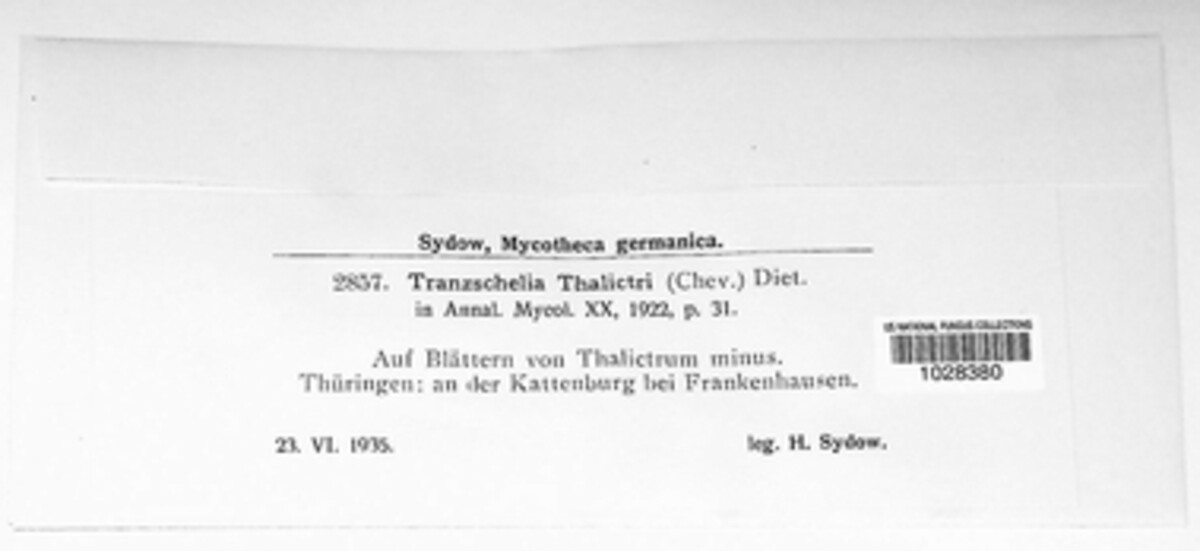 Sydow, Mycotheca germanica.
2857. Tranzschelia Thalictri (Chev.) Diet.
in Annal. Mycol. XX, 1922, p. 31.
Auf Blättern von Thalictrum minus.
Thüringen: an der Kattenburg bei Frankenhausen.
23. VI. 1935.
leg. H. Sydow.
US NATIONAL FUNGUS COLLECTIONS
1028380